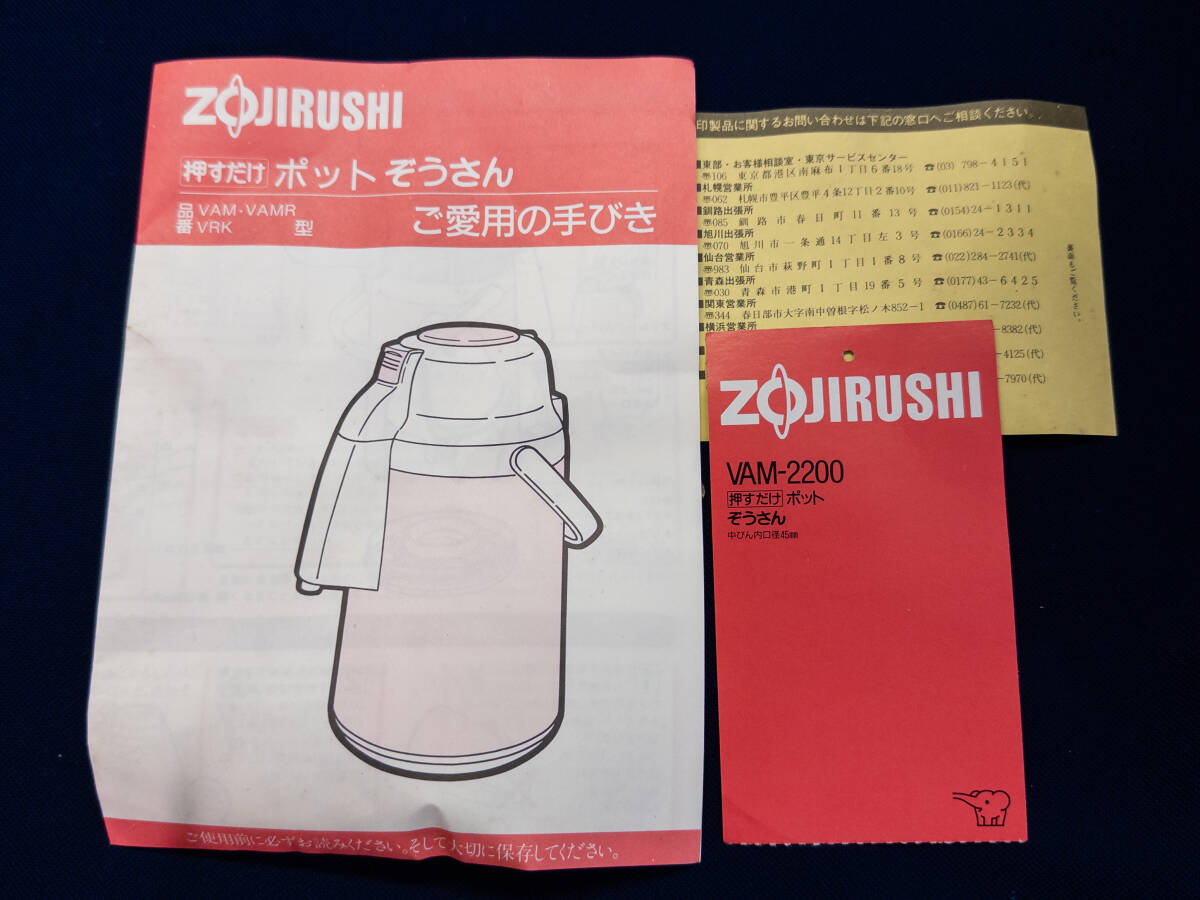 ZOJIRUSHI
押すだけ ポット ぞうさん
品番 VAM・VAMR VRK 型
ご愛用の手びき
ご使用前に必ずお読みください。そして大切に保存してください。
印製品に関するお問い合わせは下記の窓口へご相談ください。
■東部・お客様相談室・東京サービスセンター
〠106 東京都港区南麻布1丁目6番18号 ☎(03) 798-4151
■札幌営業所
〠062 札幌市豊平区豊平4条12丁目2番10号 ☎(011)821-1123(代)
■釧路出張所
〠085 釧路市春日町11番13号 ☎(0154)24-1311
■旭川出張所
〠070 旭川市一条通14丁目左3号 ☎(0166)24-2334
■仙台営業所
〠983 仙台市萩野町1丁目1番8号 ☎(022)284-2741(代)
■青森出張所
〠030 青森市港町1丁目19番5号 ☎(0177)43-6425
■関東営業所
〠344 春日部市大字南中曽根字松ノ木852-1 ☎(0487)61-7232(代)
■横浜営業所
-8382(代)
-4125(代)
-7970(代)
裏面もご覧ください。
ZOJIRUSHI
VAM-2200
押すだけ ポット
ぞうさん
中びん内口径45mm